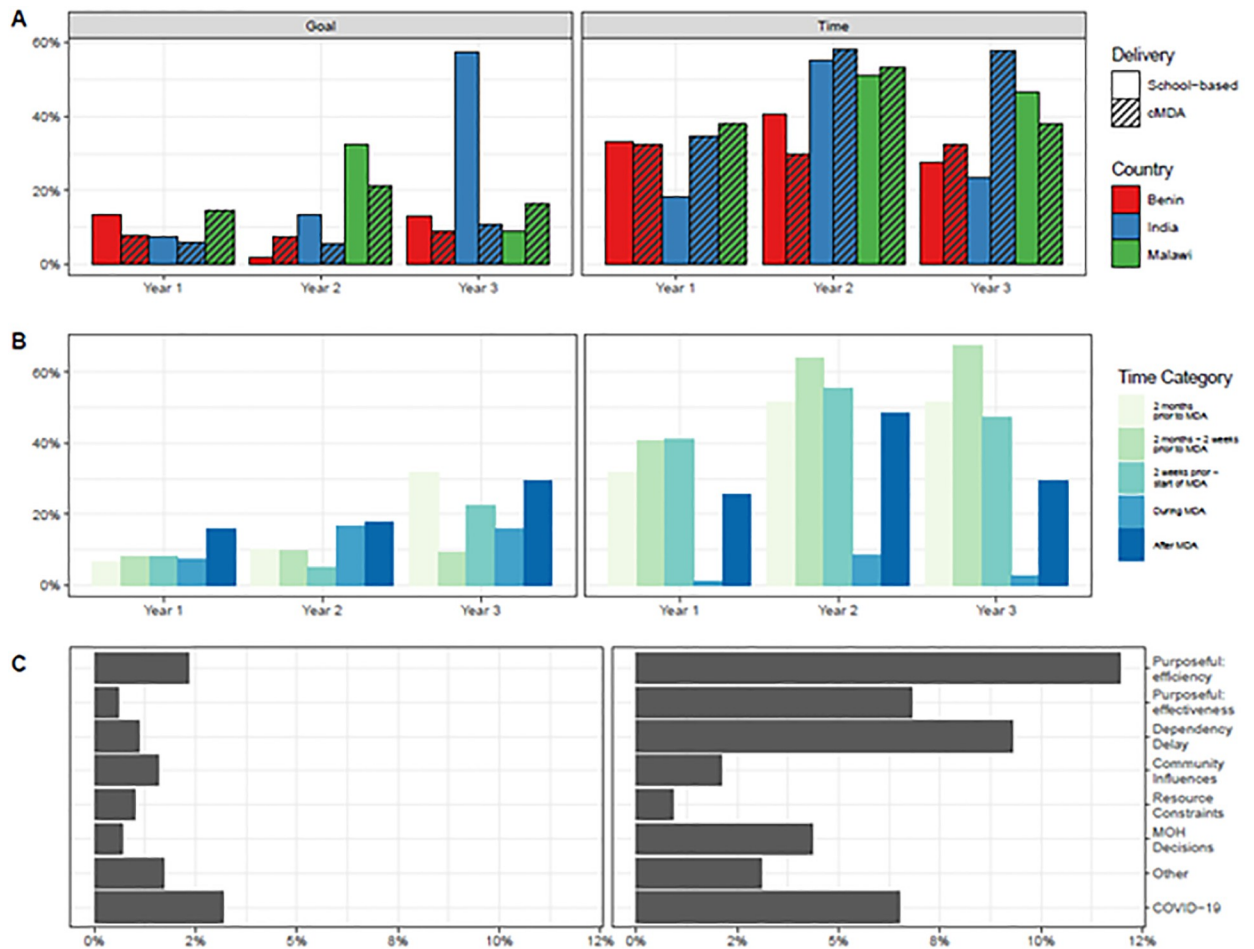 A
Goal
Time
60%
40%
20%
0%
Year 1
Year 2
Year 3
Year 1
Year 2
Year 3
Delivery
School-based
cMDA
Country
Benin
India
Malawi
B
60%
40%
20%
0%
Year 1
Year 2
Year 3
Year 1
Year 2
Year 3
Time Category
2 months
prior to MDA
2 months - 2 weeks
prior to MDA
2 weeks prior -
start of MDA
During MDA
After MDA
C
Purposeful:
efficiency
Purposeful:
effectiveness
Dependency
Delay
Community
Influences
Resource
Constraints
MOH
Decisions
Other
COVID-19
0%
2%
5%
8%
10%
12%
0%
2%
5%
8%
10%
12%